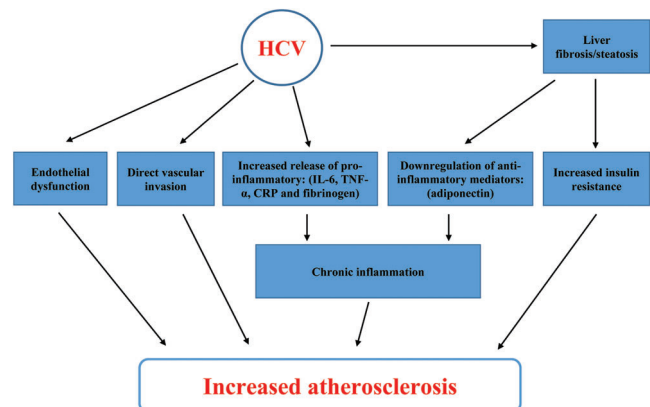 HCV
Liver
fibrosis/steatosis
Endothelial
dysfunction
Direct vascular
invasion
Increased release of pro-
inflammatory: (IL-6, TNF-
α, CRP and fibrinogen)
Downregulation of anti-
inflammatory mediators:
(adiponectin)
Increased insulin
resistance
Chronic inflammation
Increased atherosclerosis